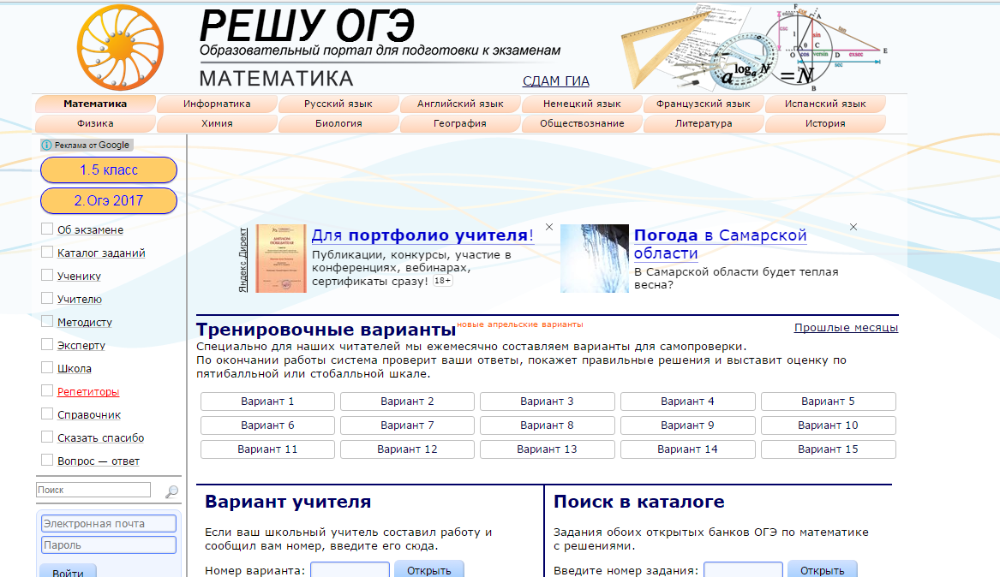 РЕШУ ОГЭ
Образовательный портал для подготовки к экзаменам
МАТЕМАТИКА
СДАМ ГИА
log a N
a =N
Математика Информатика Русский язык Английский язык Немецкий язык Французский язык Испанский язык
Физика Химия Биология География Обществознание Литература История
Реклама от Google
1.5 класс
2.Огэ 2017
Об экзамене
Каталог заданий
Ученику
Учителю
Методисту
Эксперту
Школа
Репетиторы
Справочник
Сказать спасибо
Вопрос — ответ
Поиск
Электронная почта
Пароль
Войти
Яндекс Директ
Для портфолио учителя!
Публикации, конкурсы, участие в
конференциях, вебинарах,
сертификаты сразу! 18+
Погода в Самарской
области
В Самарской области будет теплая
весна?
Тренировочные варианты новые апрельские варианты
Прошлые месяцы
Специально для наших читателей мы ежемесячно составляем варианты для самопроверки.
По окончании работы система проверит ваши ответы, покажет правильные решения и выставит оценку по
пятибалльной или стобалльной шкале.
Вариант 1 Вариант 2 Вариант 3 Вариант 4 Вариант 5
Вариант 6 Вариант 7 Вариант 8 Вариант 9 Вариант 10
Вариант 11 Вариант 12 Вариант 13 Вариант 14 Вариант 15
Вариант учителя
Если ваш школьный учитель составил работу и
сообщил вам номер, введите его сюда.
Номер варианта: Открыть
Поиск в каталоге
Задания обоих открытых банков ОГЭ по математике
с решениями.
Введите номер задания: Открыть